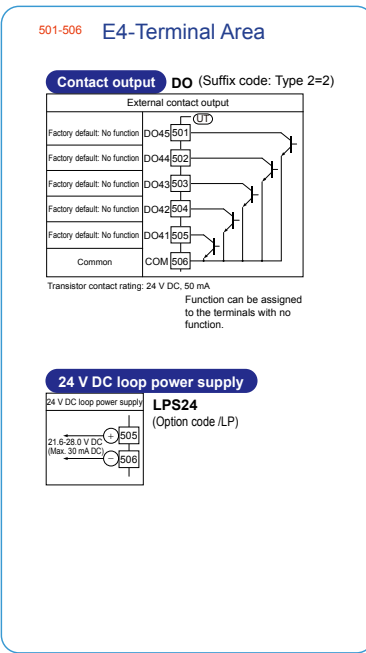 501-506 E4-Terminal Area
Contact output DO (Suffix code: Type 2=2)
External contact output
UT
Factory default: No function DO45 501
Factory default: No function DO44 502
Factory default: No function DO43 503
Factory default: No function DO42 504
Factory default: No function DO41 505
Common COM 506
Transistor contact rating: 24 V DC, 50 mA
Function can be assigned
to the terminals with no
function.
24 V DC loop power supply
24 V DC loop power supply LPS24
(Option code /LP)
+ 505
21.6-28.0 V DC
(Max. 30 mA DC)
− 506